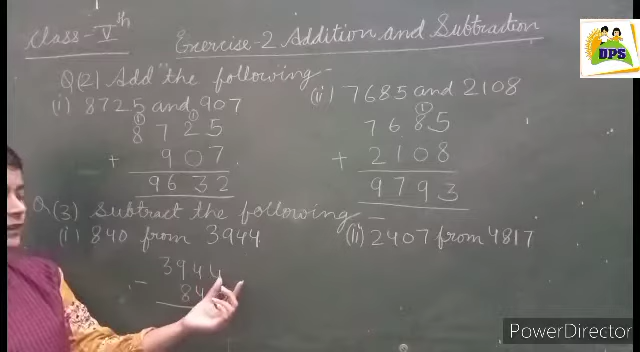 Class-Vth Exercise-2 Addition and Subtraction
DPS
Q(2) Add the following-
(i) 8725 and 907 (ii) 7685 and 2108
① ① ①
8 7 2 5 7 6 8 5
+ 9 0 7 + 2 1 0 8
9 6 3 2 9 7 9 3
Q(3) Subtract the following
(i) 840 from 3944 (ii) 2407 from 4817
3 9 4 4
- 8 4
PowerDirector